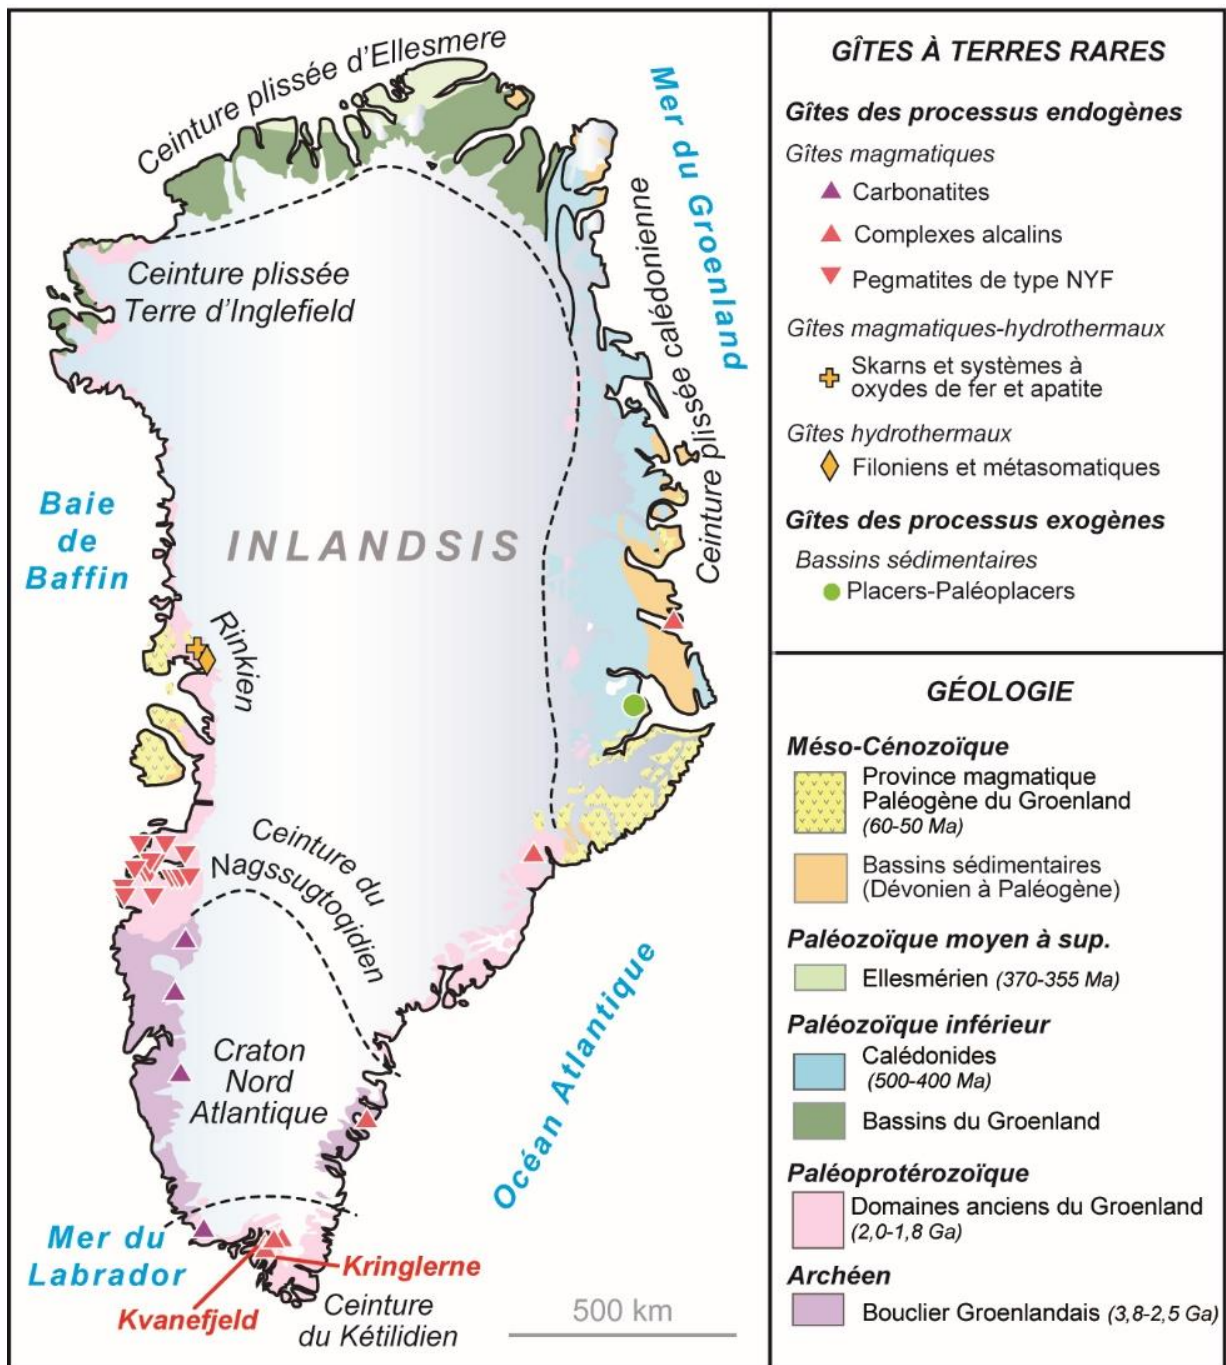 Ceinture plissée d'Ellesmere
Mer du Groenland
Ceinture plissée calédonienne
Ceinture plissée
Terre d'Inglefield
Baie
de
Baffin
INLANDSIS
Rinkien
Ceinture du
Nagssugtoqidien
Craton
Nord
Atlantique
Océan Atlantique
Mer du
Labrador
Kringlerne
Kvanefjeld
Ceinture
du Kétilidien
500 km
GÎTES À TERRES RARES
Gîtes des processus endogènes
Gîtes magmatiques
Carbonatites
Complexes alcalins
Pegmatites de type NYF
Gîtes magmatiques-hydrothermaux
Skarns et systèmes à
oxydes de fer et apatite
Gîtes hydrothermaux
Filoniens et métasomatiques
Gîtes des processus exogènes
Bassins sédimentaires
Placers-Paléoplacers
GÉOLOGIE
Méso-Cénozoïque
Province magmatique
Paléogène du Groenland
(60-50 Ma)
Bassins sédimentaires
(Dévonien à Paléogène)
Paléozoïque moyen à sup.
Ellesmérien (370-355 Ma)
Paléozoïque inférieur
Calédonides
(500-400 Ma)
Bassins du Groenland
Paléoprotérozoïque
Domaines anciens du Groenland
(2,0-1,8 Ga)
Archéen
Bouclier Groenlandais (3,8-2,5 Ga)